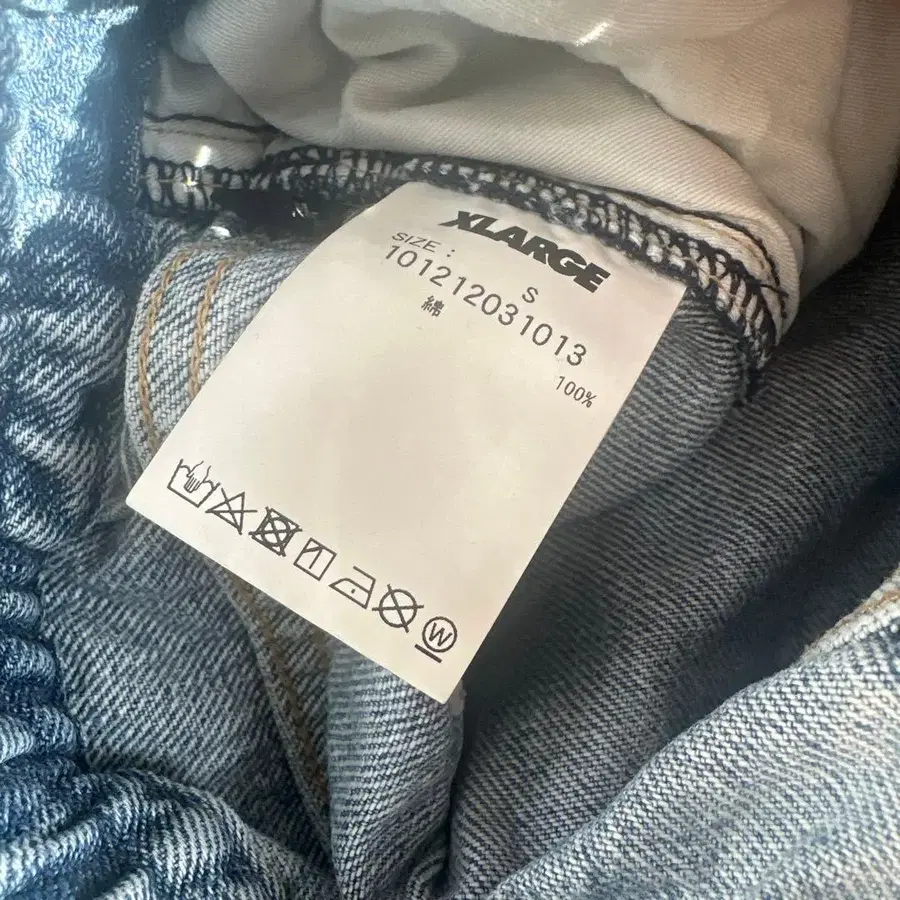 XLARGE
SIZE : S
101212031013
綿 100%
W